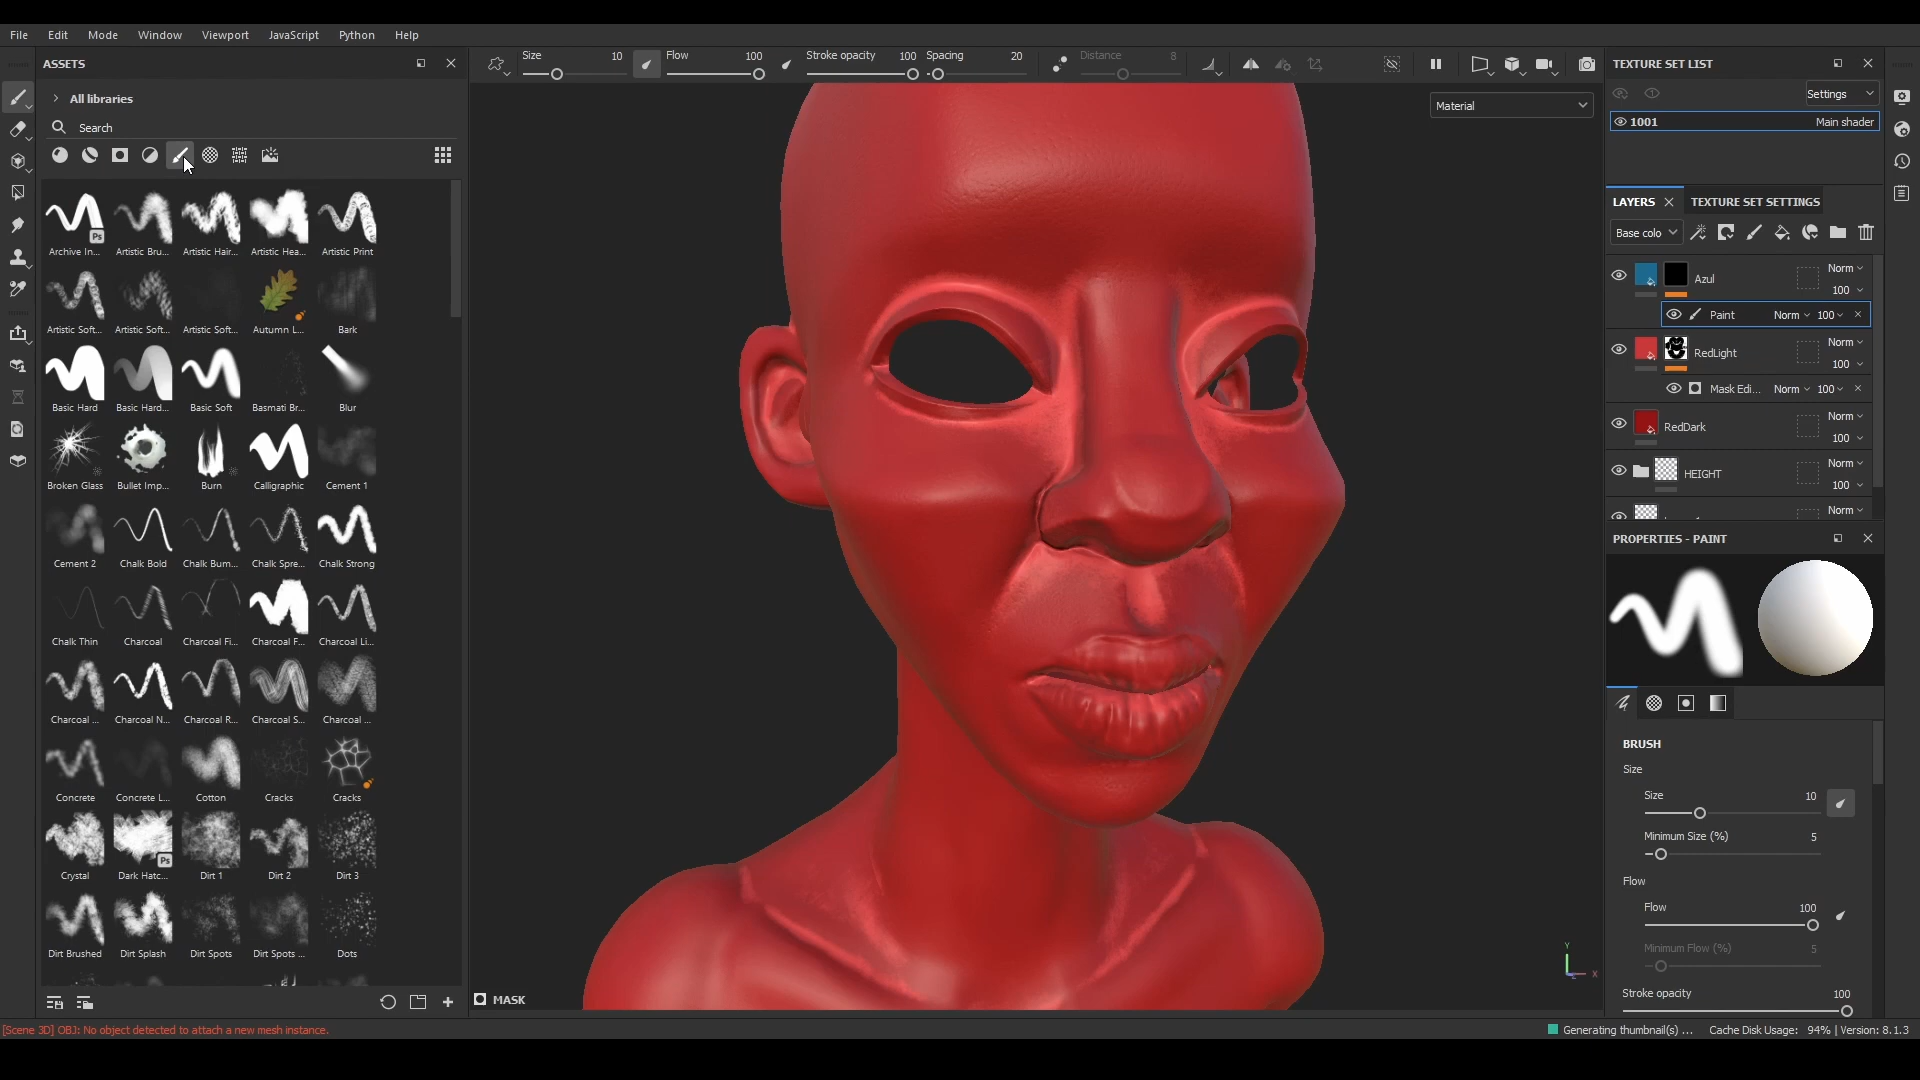 File Edit Mode Window Viewport JavaScript Python Help
ASSETS
All libraries
Search
Archive In...
Artistic Bru...
Artistic Hair...
Artistic Hea...
Artistic Print
Artistic Soft...
Artistic Soft...
Artistic Soft...
Autumn L...
Bark
Basic Hard
Basic Hard...
Basic Soft
Basmati Br...
Blur
Broken Glass
Bullet Imp...
Burn
Calligraphic
Cement 1
Cement 2
Chalk Bold
Chalk Bum...
Chalk Spre...
Chalk Strong
Chalk Thin
Charcoal
Charcoal Fi...
Charcoal F...
Charcoal Li...
Charcoal ...
Charcoal N...
Charcoal R...
Charcoal S...
Charcoal ...
Concrete
Concrete L...
Cotton
Cracks
Cracks
Crystal
Dark Hatc...
Dirt 1
Dirt 2
Dirt 3
Dirt Brushed
Dirt Splash
Dirt Spots
Dirt Spots ...
Dots
Ps
Ps
Size 10
Flow 100
Stroke opacity 100
Spacing 20
Distance 8
Material
MASK
Y
X
TEXTURE SET LIST
Settings
1001 Main shader
LAYERS
TEXTURE SET SETTINGS
Base colo
Azul Norm 100
Paint Norm 100
RedLight Norm 100
Mask Edi... Norm 100
RedDark Norm 100
HEIGHT Norm 100
Norm
PROPERTIES - PAINT
BRUSH
Size
Size 10
Minimum Size (%) 5
Flow
Flow 100
Minimum Flow (%) 5
Stroke opacity 100
[Scene 3D] OBJ: No object detected to attach a new mesh instance.
Generating thumbnail(s) ... Cache Disk Usage: 94% | Version: 8.1.3